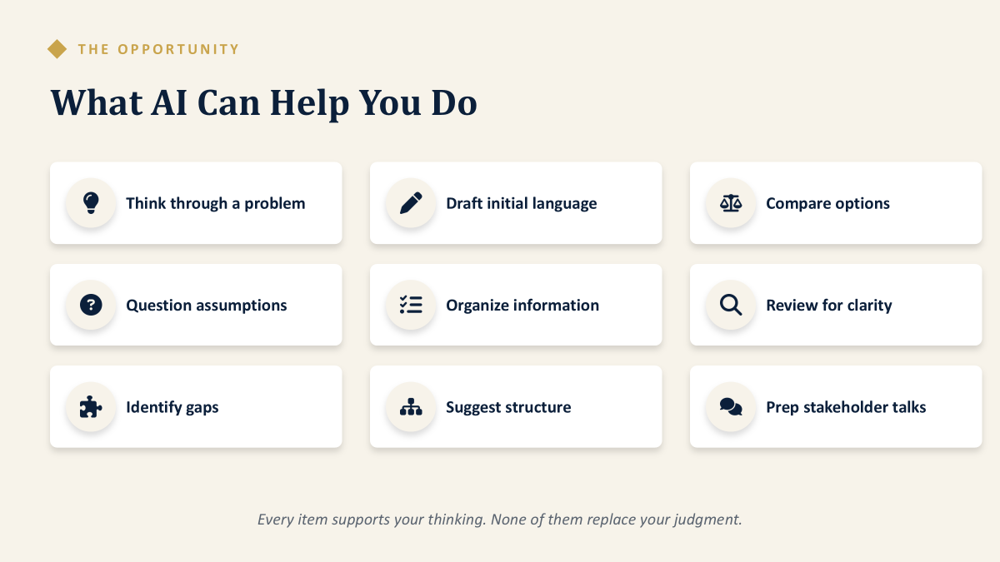 THE OPPORTUNITY
What AI Can Help You Do
Think through a problem
Draft initial language
Compare options
Question assumptions
Organize information
Review for clarity
Identify gaps
Suggest structure
Prep stakeholder talks
Every item supports your thinking. None of them replace your judgment.